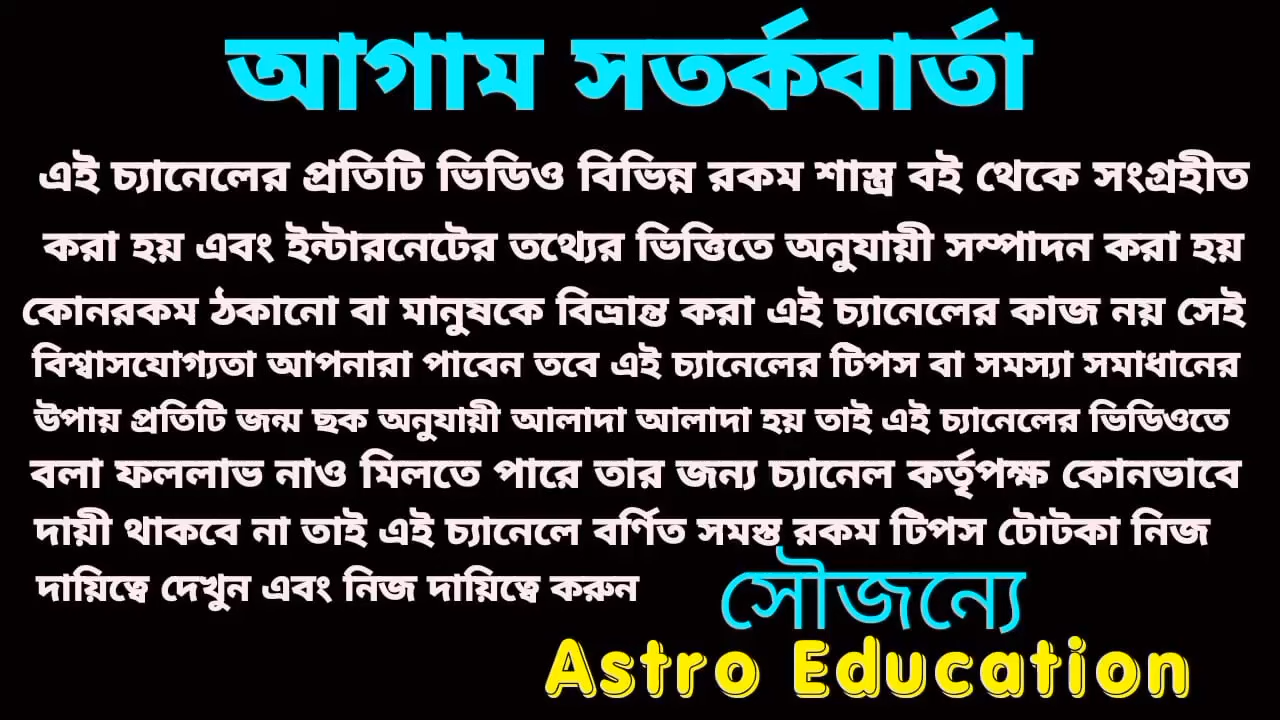 আগাম সতর্কবার্তা
এই চ্যানেলের প্রতিটি ভিডিও বিভিন্ন রকম শাস্ত্র বই থেকে সংগ্রহীত
করা হয় এবং ইন্টারনেটের তথ্যের ভিত্তিতে অনুযায়ী সম্পাদন করা হয়
কোনরকম ঠকানো বা মানুষকে বিভ্রান্ত করা এই চ্যানেলের কাজ নয় সেই
বিশ্বাসযোগ্যতা আপনারা পাবেন তবে এই চ্যানেলের টিপস বা সমস্যা সমাধানের
উপায় প্রতিটি জন্ম ছক অনুযায়ী আলাদা আলাদা হয় তাই এই চ্যানেলের ভিডিওতে
বলা ফললাভ নাও মিলতে পারে তার জন্য চ্যানেল কর্তৃপক্ষ কোনভাবে
দায়ী থাকবে না তাই এই চ্যানেলে বর্ণিত সমস্ত রকম টিপস টোটকা নিজ
দায়িত্বে দেখুন এবং নিজ দায়িত্বে করুন
সৌজন্যে
Astro Education